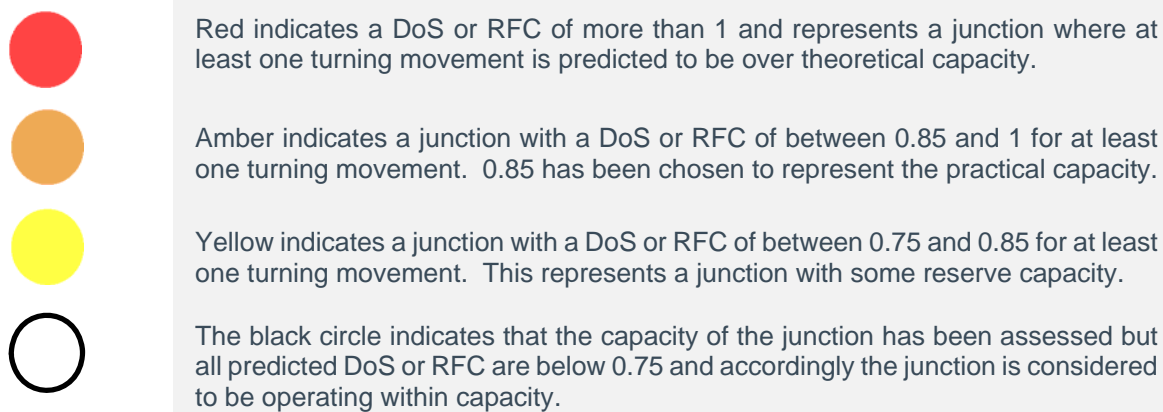 Red indicates a DoS or RFC of more than 1 and represents a junction where at
least one turning movement is predicted to be over theoretical capacity.
Amber indicates a junction with a DoS or RFC of between 0.85 and 1 for at least
one turning movement.  0.85 has been chosen to represent the practical capacity.
Yellow indicates a junction with a DoS or RFC of between 0.75 and 0.85 for at least
one turning movement.  This represents a junction with some reserve capacity.
The black circle indicates that the capacity of the junction has been assessed but
all predicted DoS or RFC are below 0.75 and accordingly the junction is considered
to be operating within capacity.